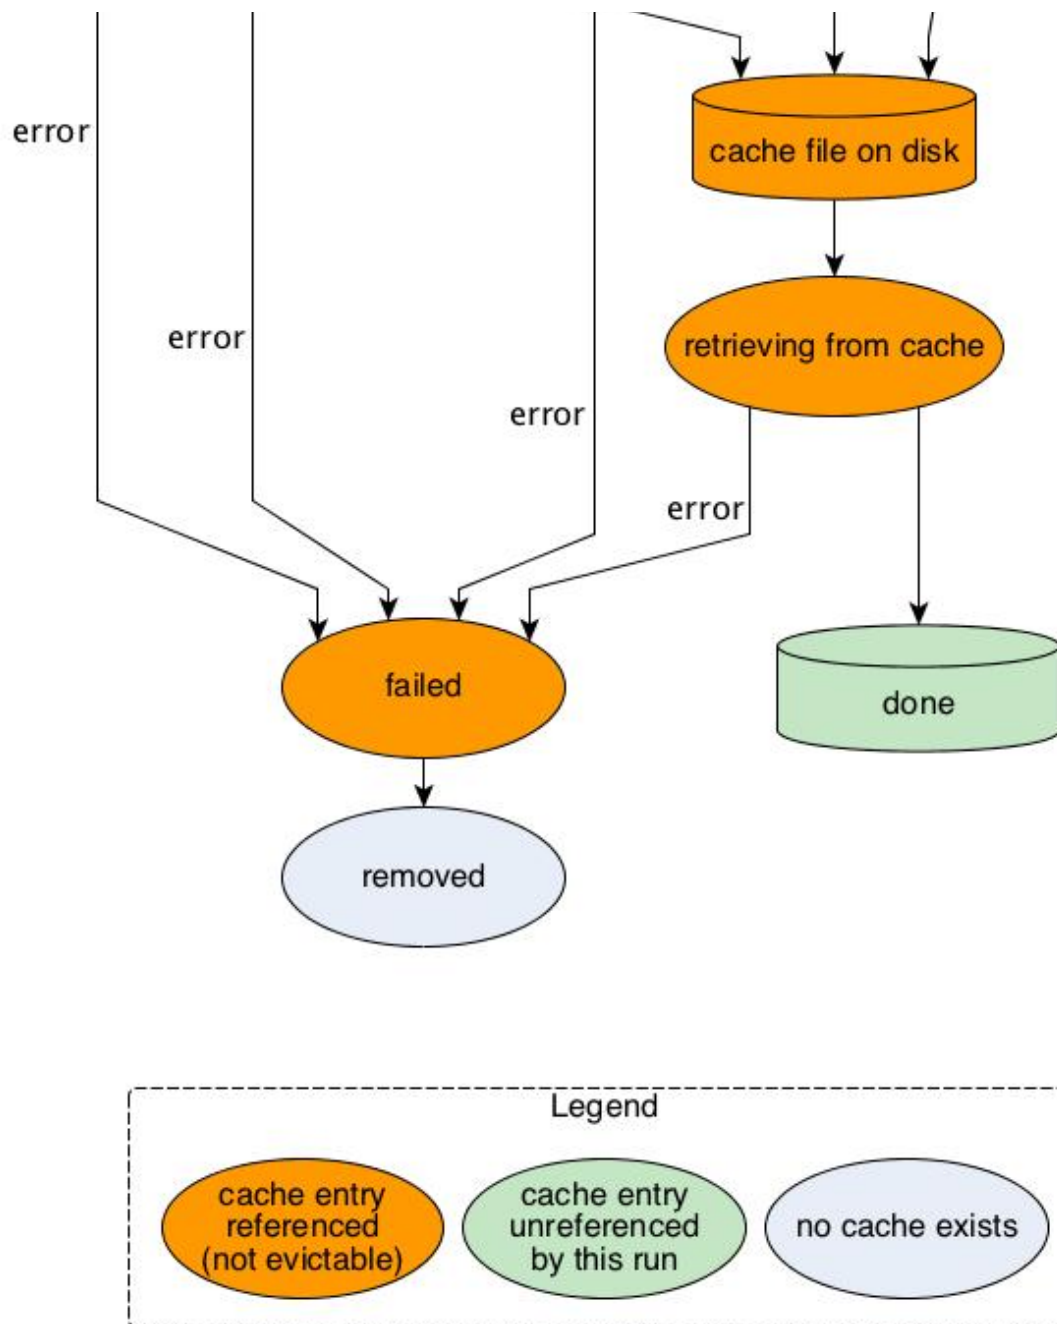 error
cache file on disk
error
retrieving from cache
error
error
failed
done
removed
Legend
cache entry
referenced
(not evictable)
cache entry
unreferenced
by this run
no cache exists